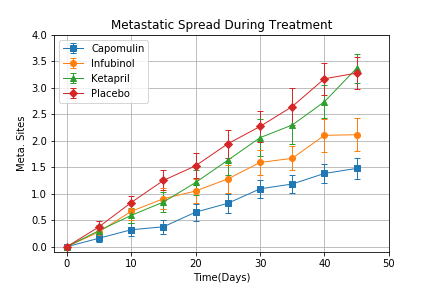 Metastatic Spread During Treatment
4.0
3.5
3.0
2.5
2.0
1.5
1.0
0.5
0.0
Meta. Sites
Capomulin
Infubinol
Ketapril
Placebo
0 10 20 30 40 50
Time(Days)